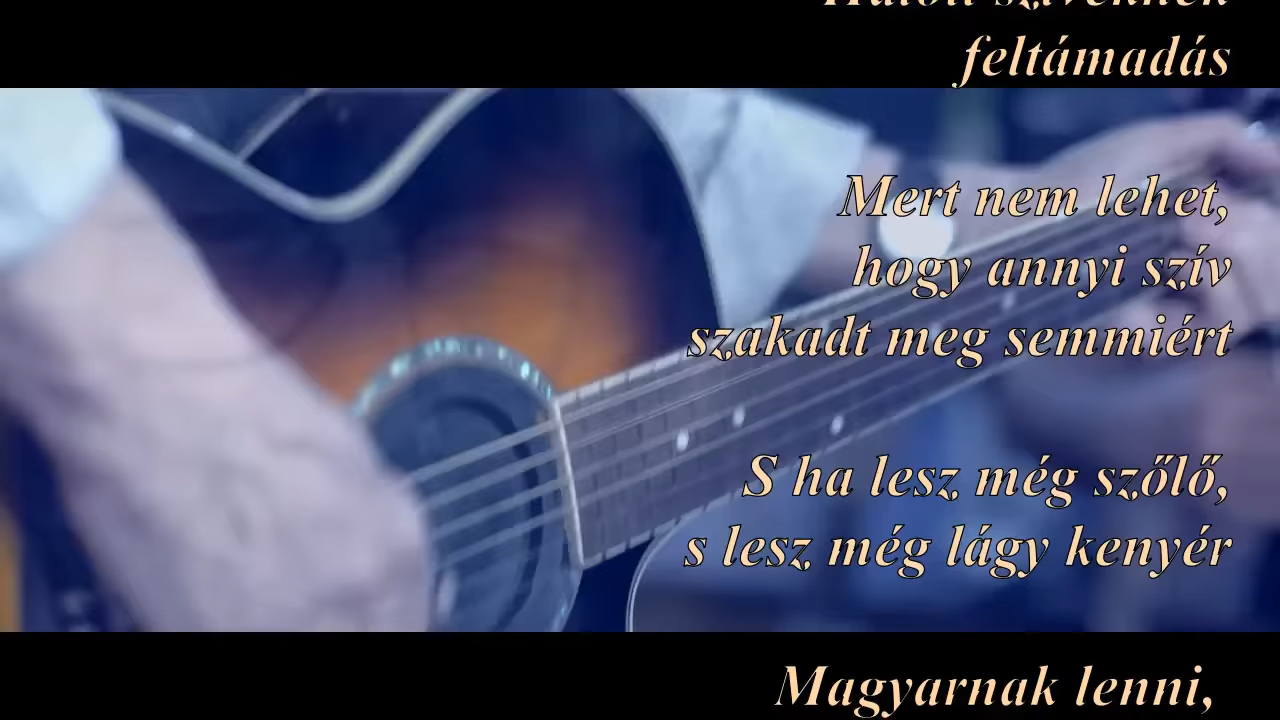 feltámadás
Mert nem lehet,
hogy annyi szív
szakadt meg semmiért
S ha lesz még szőlő,
s lesz még lágy kenyér
Magyarnak lenni,